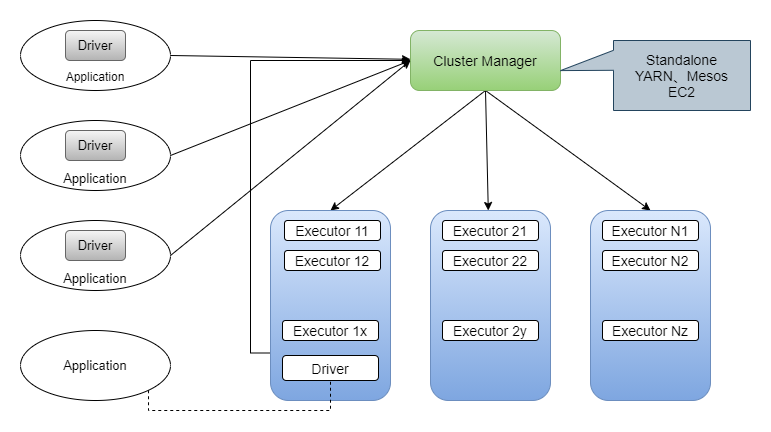 Driver
Application
Driver
Application
Driver
Application
Application
Cluster Manager
Standalone
YARN、Mesos
EC2
Executor 11
Executor 12
Executor 1x
Driver
Executor 21
Executor 22
Executor 2y
Executor N1
Executor N2
Executor Nz